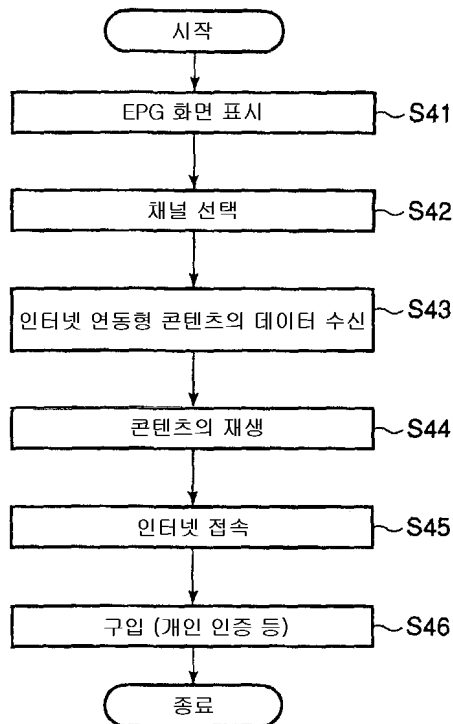 시작
EPG 화면 표시
S41
채널 선택
S42
인터넷 연동형 콘텐츠의 데이터 수신
S43
콘텐츠의 재생
S44
인터넷 접속
S45
구입 (개인 인증 등)
S46
종료